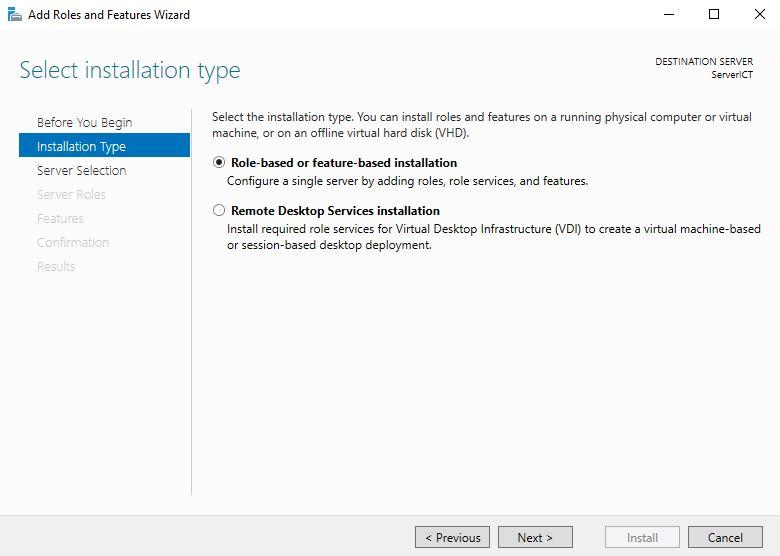 Add Roles and Features Wizard
Select installation type
DESTINATION SERVER
ServerICT
Before You Begin
Installation Type
Server Selection
Server Roles
Features
Confirmation
Results
Select the installation type. You can install roles and features on a running physical computer or virtual
machine, or on an offline virtual hard disk (VHD).
Role-based or feature-based installation
Configure a single server by adding roles, role services, and features.
Remote Desktop Services installation
Install required role services for Virtual Desktop Infrastructure (VDI) to create a virtual machine-based
or session-based desktop deployment.
< Previous
Next >
Install
Cancel